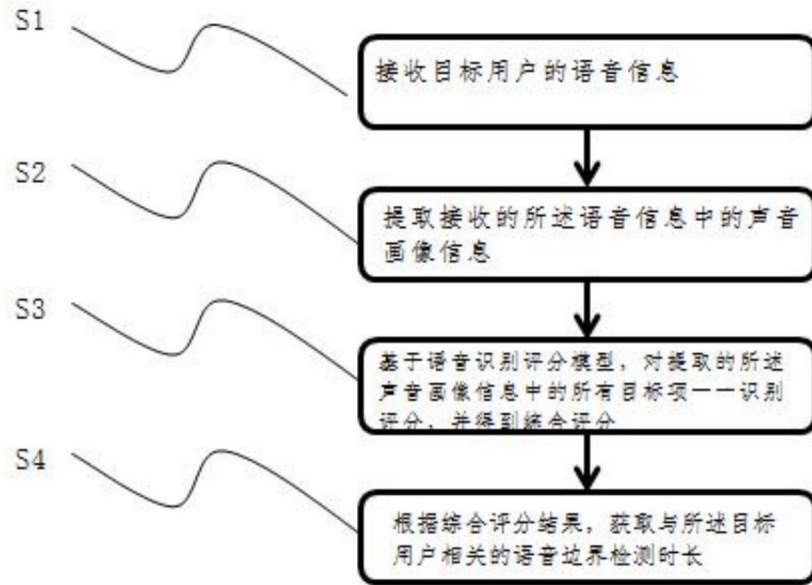 S1
接收目标用户的语音信息
S2
提取接收的所述语音信息中的声音
画像信息
S3
基于语音识别评分模型，对提取的所述
声音画像信息中的所有目标项一一识别
评分，并得到综合评分
S4
根据综合评分结果，获取与所述目标
用户相关的语音边界检测时长